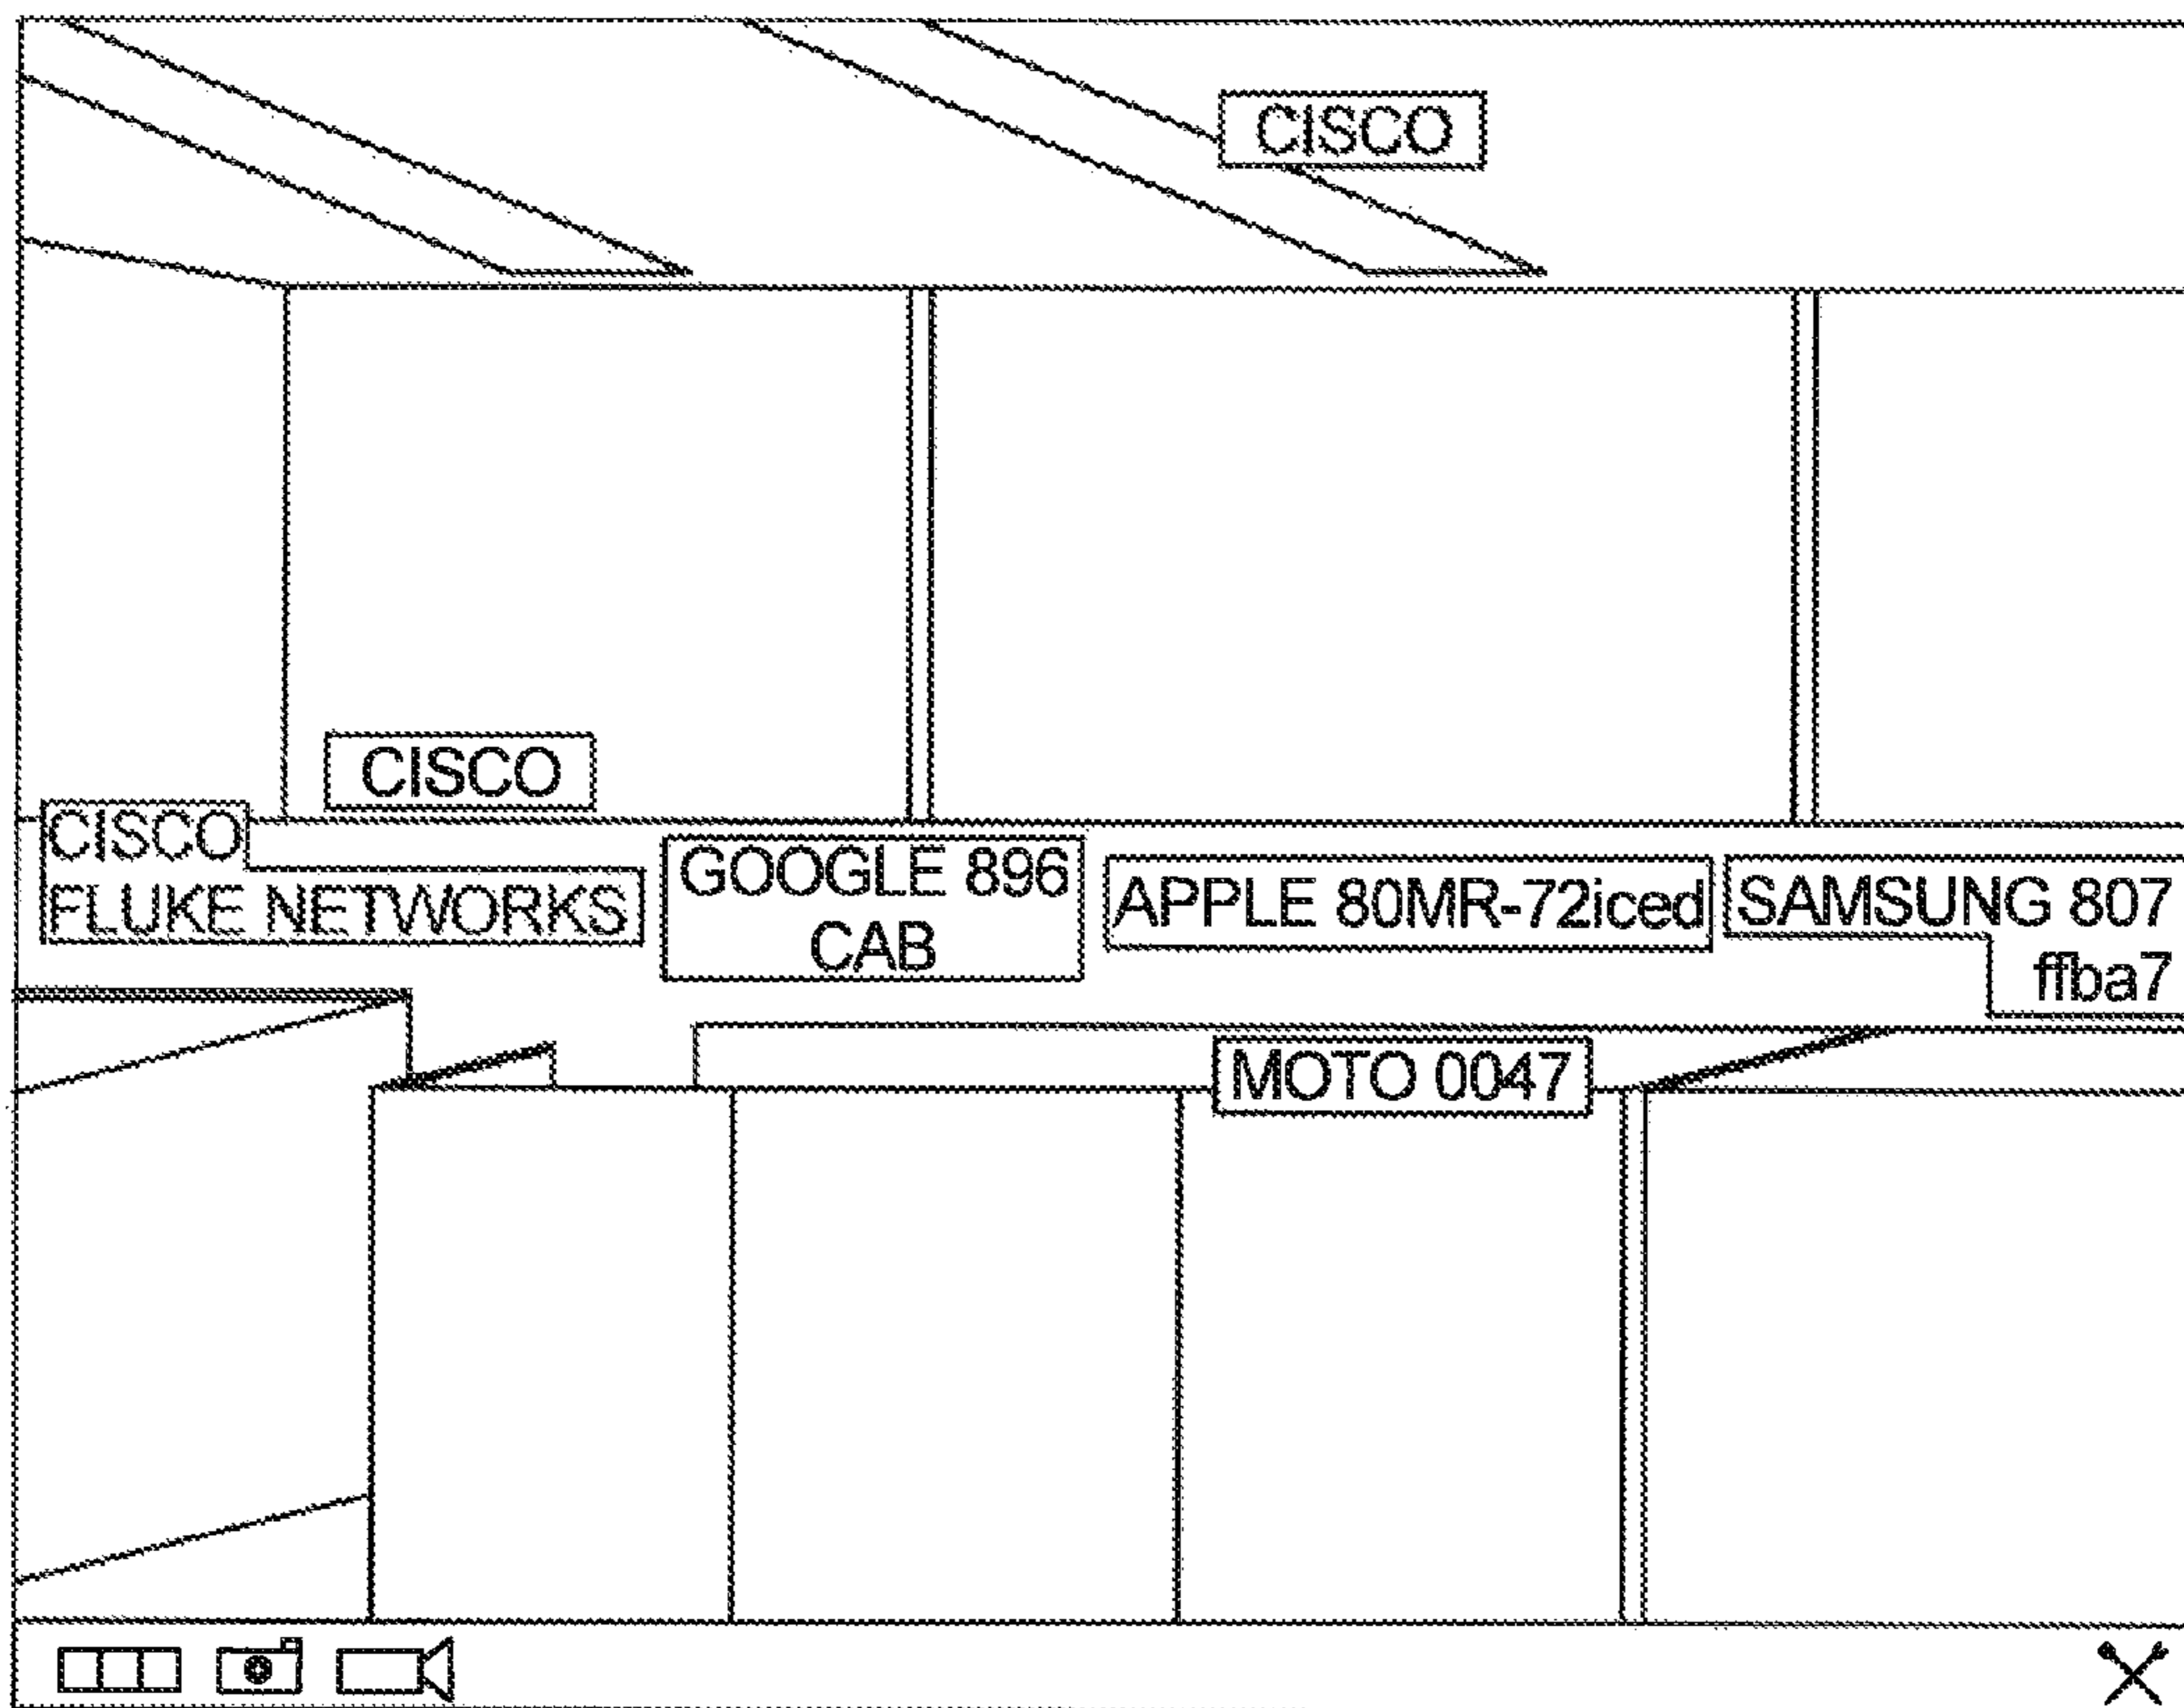 CISCO
CISCO
CISCO
FLUKE NETWORKS
GOOGLE 896
CAB
APPLE 80MR-72iced
SAMSUNG 807
ffba7
MOTO 0047